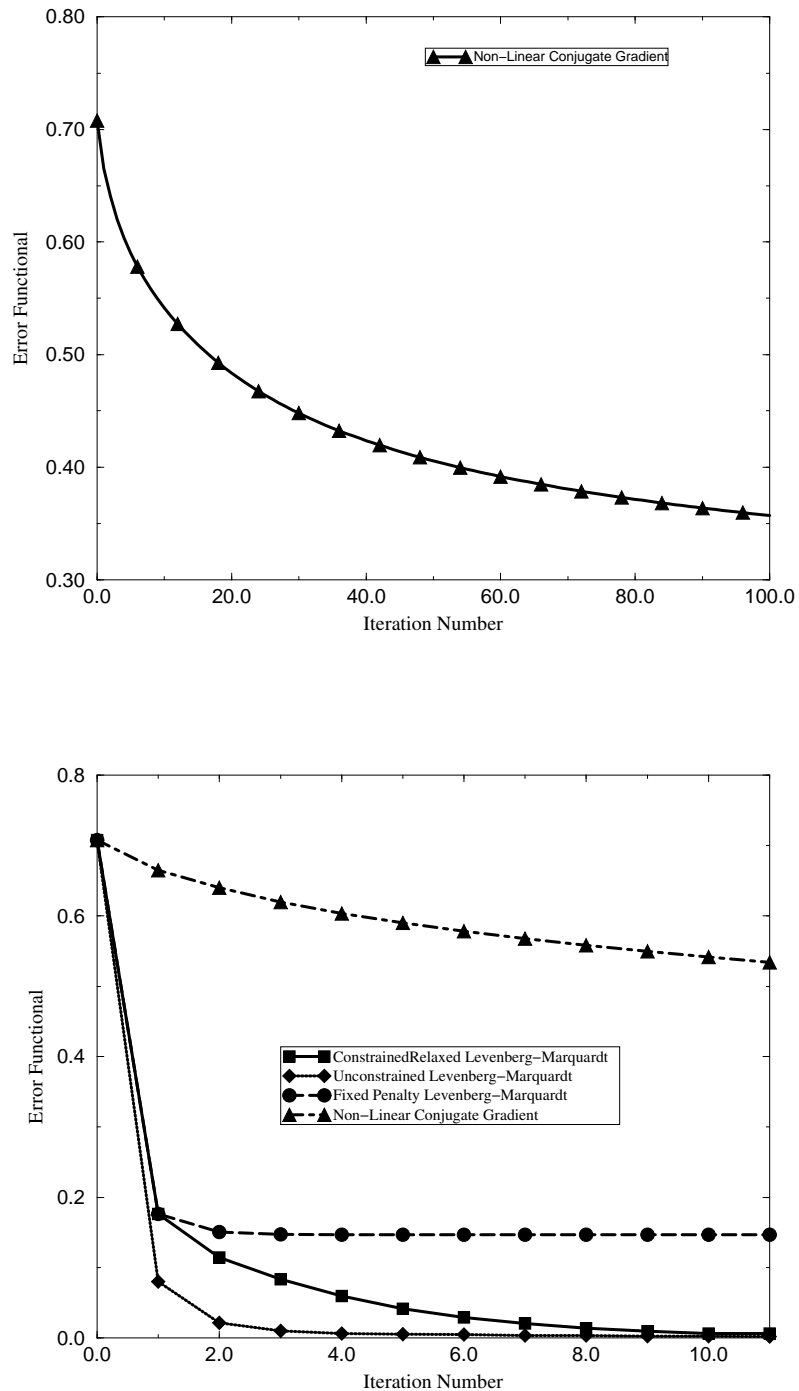 0.80
Non-Linear Conjugate Gradient
0.70
0.60
Error Functional
0.50
0.40
0.30
0.0 20.0 40.0 60.0 80.0 100.0
Iteration Number
0.8
0.6
Error Functional
0.4
ConstrainedRelaxed Levenberg-Marquardt
Unconstrained Levenberg-Marquardt
Fixed Penalty Levenberg-Marquardt
Non-Linear Conjugate Gradient
0.2
0.0
0.0 2.0 4.0 6.0 8.0 10.0
Iteration Number